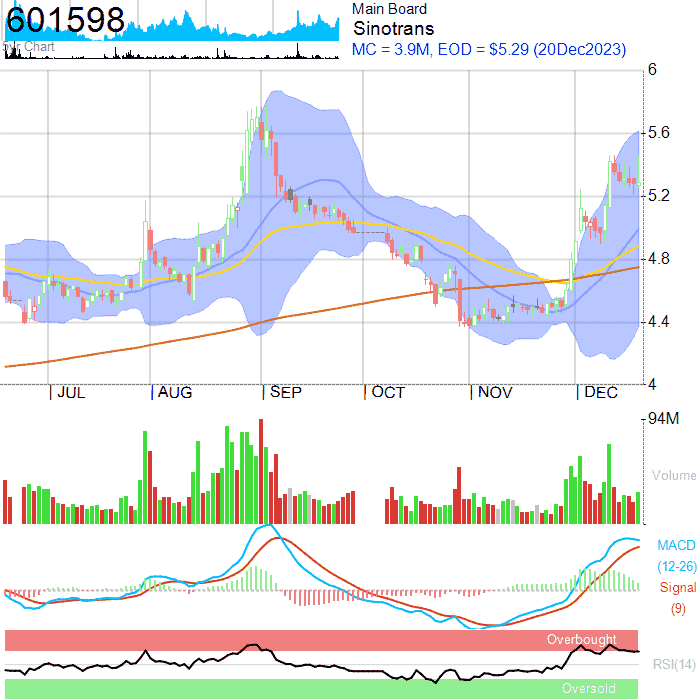 601598
5yr Chart
Main Board
Sinotrans
MC = 3.9M, EOD = $5.29 (20Dec2023)
6
5.6
5.2
4.8
4.4
4
JUL
AUG
SEP
OCT
NOV
DEC
94M
Volume
MACD
(12-26)
Signal
(9)
Overbought
RSI(14)
Oversold